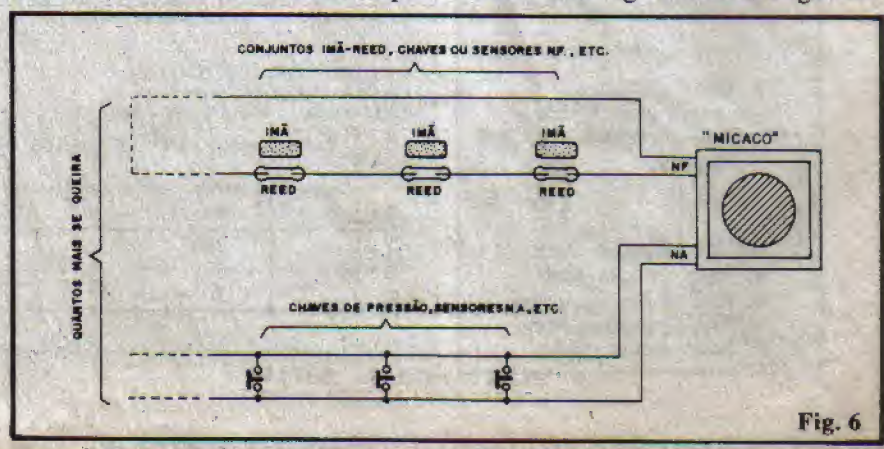 CONJUNTOS IMÃ-REED, CHAVES OU SENSORES NF., ETC.
IMÃ
IMÃ
IMÃ
"MICACO"
REED
REED
REED
NF
NA
QUANTOS MAIS SE QUEIRA
CHAVES DE PRESSÃO, SENSORES N.A., ETC.
Fig. 6